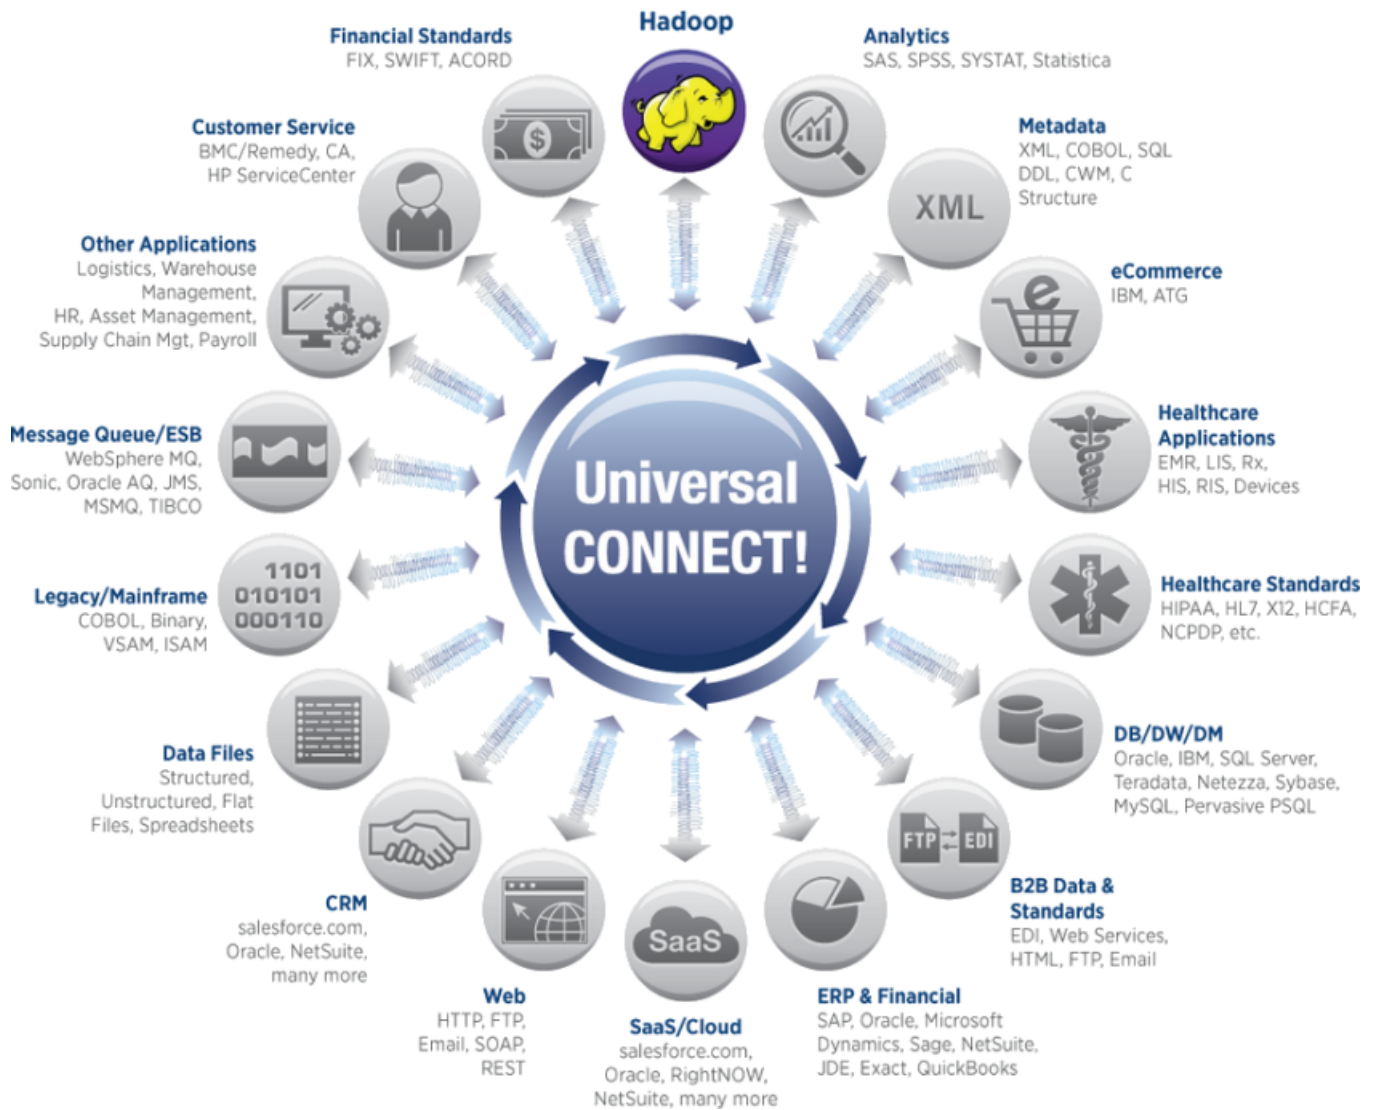 Hadoop
Financial Standards
FIX, SWIFT, ACORD
Analytics
SAS, SPSS, SYSTAT, Statistica
Customer Service
BMC/Remedy, CA,
HP ServiceCenter
$
Metadata
XML, COBOL, SQL
DDL, CWM, C
Structure
XML
Other Applications
Logistics, Warehouse
Management,
HR, Asset Management,
Supply Chain Mgt, Payroll
e
eCommerce
IBM, ATG
Message Queue/ESB
WebSphere MQ,
Sonic, Oracle AQ, JMS,
MSMQ, TIBCO
Healthcare
Applications
EMR, LIS, Rx,
HIS, RIS, Devices
Universal
CONNECT!
Legacy/Mainframe
COBOL, Binary,
VSAM, ISAM
1101
010101
000110
Healthcare Standards
HIPAA, HL7, X12, HCFA,
NCPDP, etc.
Data Files
Structured,
Unstructured, Flat
Files, Spreadsheets
DB/DW/DM
Oracle, IBM, SQL Server,
Teradata, Netezza, Sybase,
MySQL, Pervasive PSQL
CRM
salesforce.com,
Oracle, NetSuite,
many more
FTP EDI
B2B Data &
Standards
EDI, Web Services,
HTML, FTP, Email
Web
HTTP, FTP,
Email, SOAP,
REST
SaaS
SaaS/Cloud
salesforce.com,
Oracle, RightNOW,
NetSuite, many more
ERP & Financial
SAP, Oracle, Microsoft
Dynamics, Sage, NetSuite,
JDE, Exact, QuickBooks